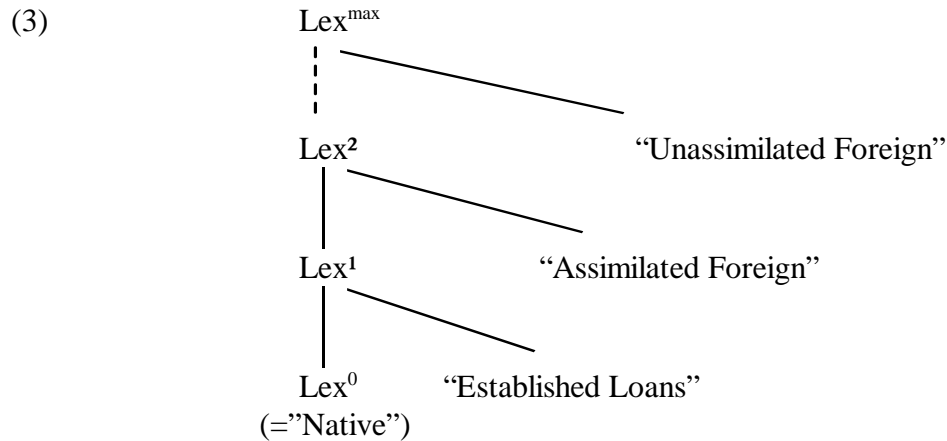 (3) Lex^max
Lex² “Unassimilated Foreign”
Lex¹ “Assimilated Foreign”
Lex⁰ “Established Loans”
(=”Native”)